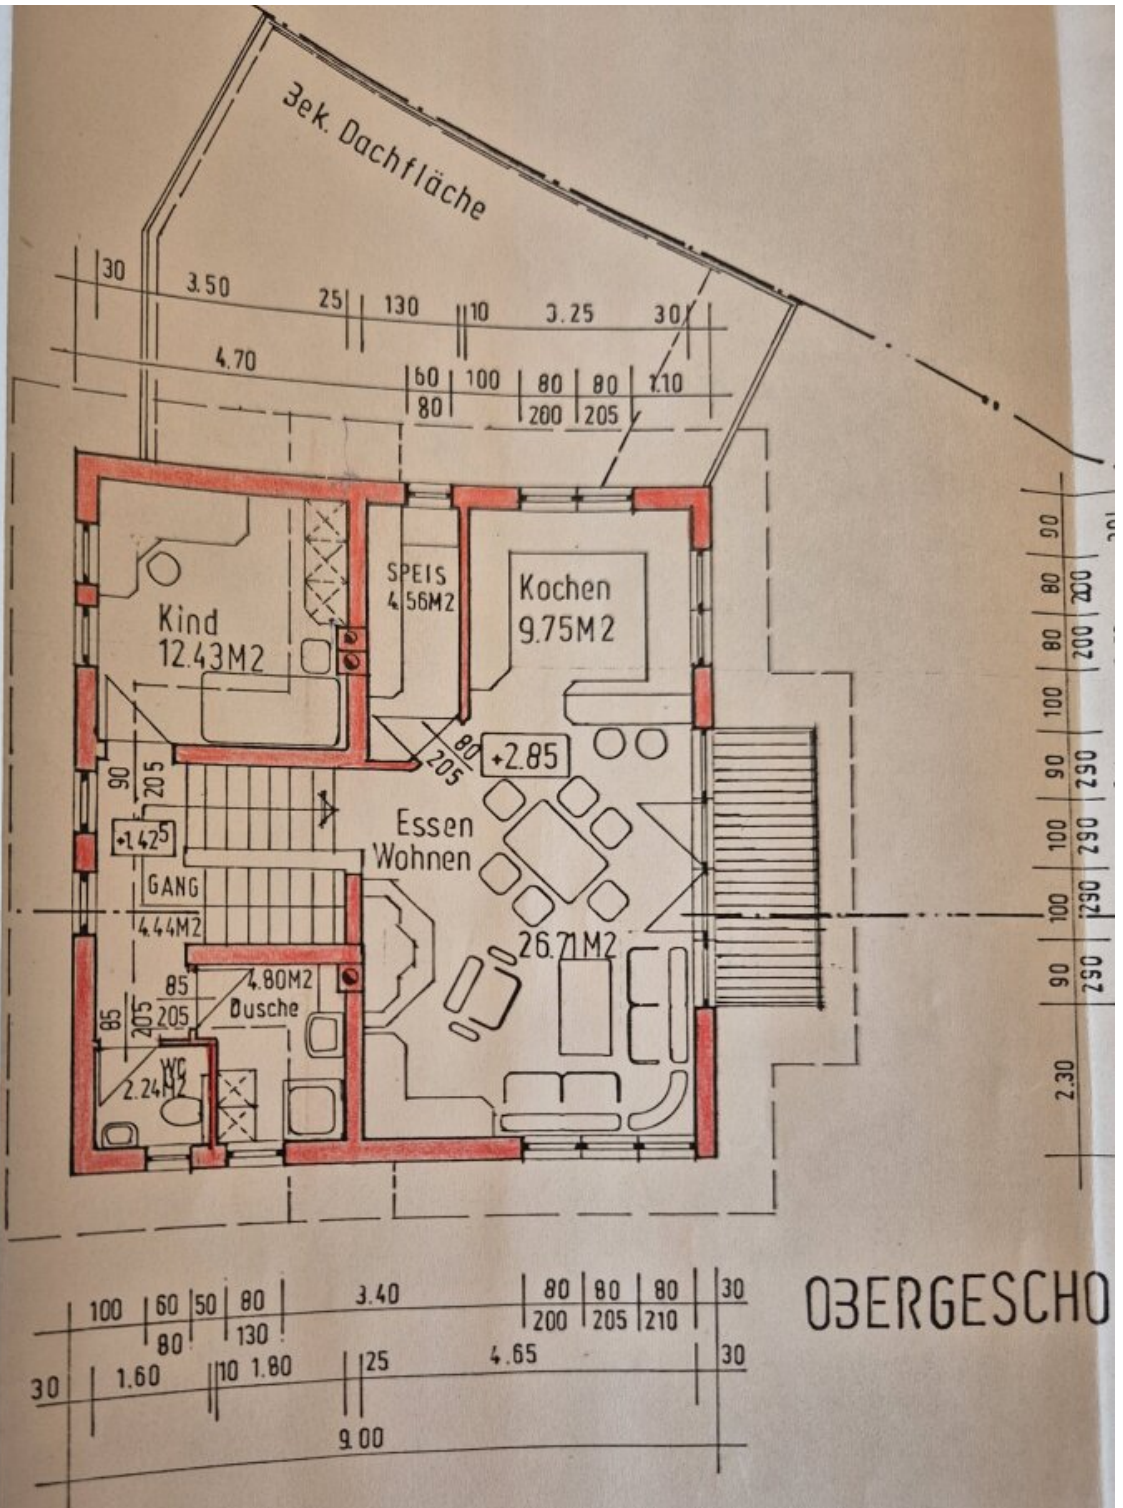 Bek. Dachfläche
30 3.50 25 130 10 3.25 30
4.70 60 100 80 80 1.10
80 200 205
Kind
12.43M2
SPEIS
4.56M2
Kochen
9.75M2
80
205
+2.85
90
205
+1.42⁵
GANG
4.44M2
Essen
Wohnen
26.71M2
85
205
85
205
4.80M2
Dusche
WC
2.24M2
90
80 200
80 200
100
90 290
100 290
100 290
90 290
2.30
100 60 50 80 3.40 80 80 80 30
80 130 200 205 210
30 1.60 10 1.80 25 4.65 30
9.00
OBERGESCHO